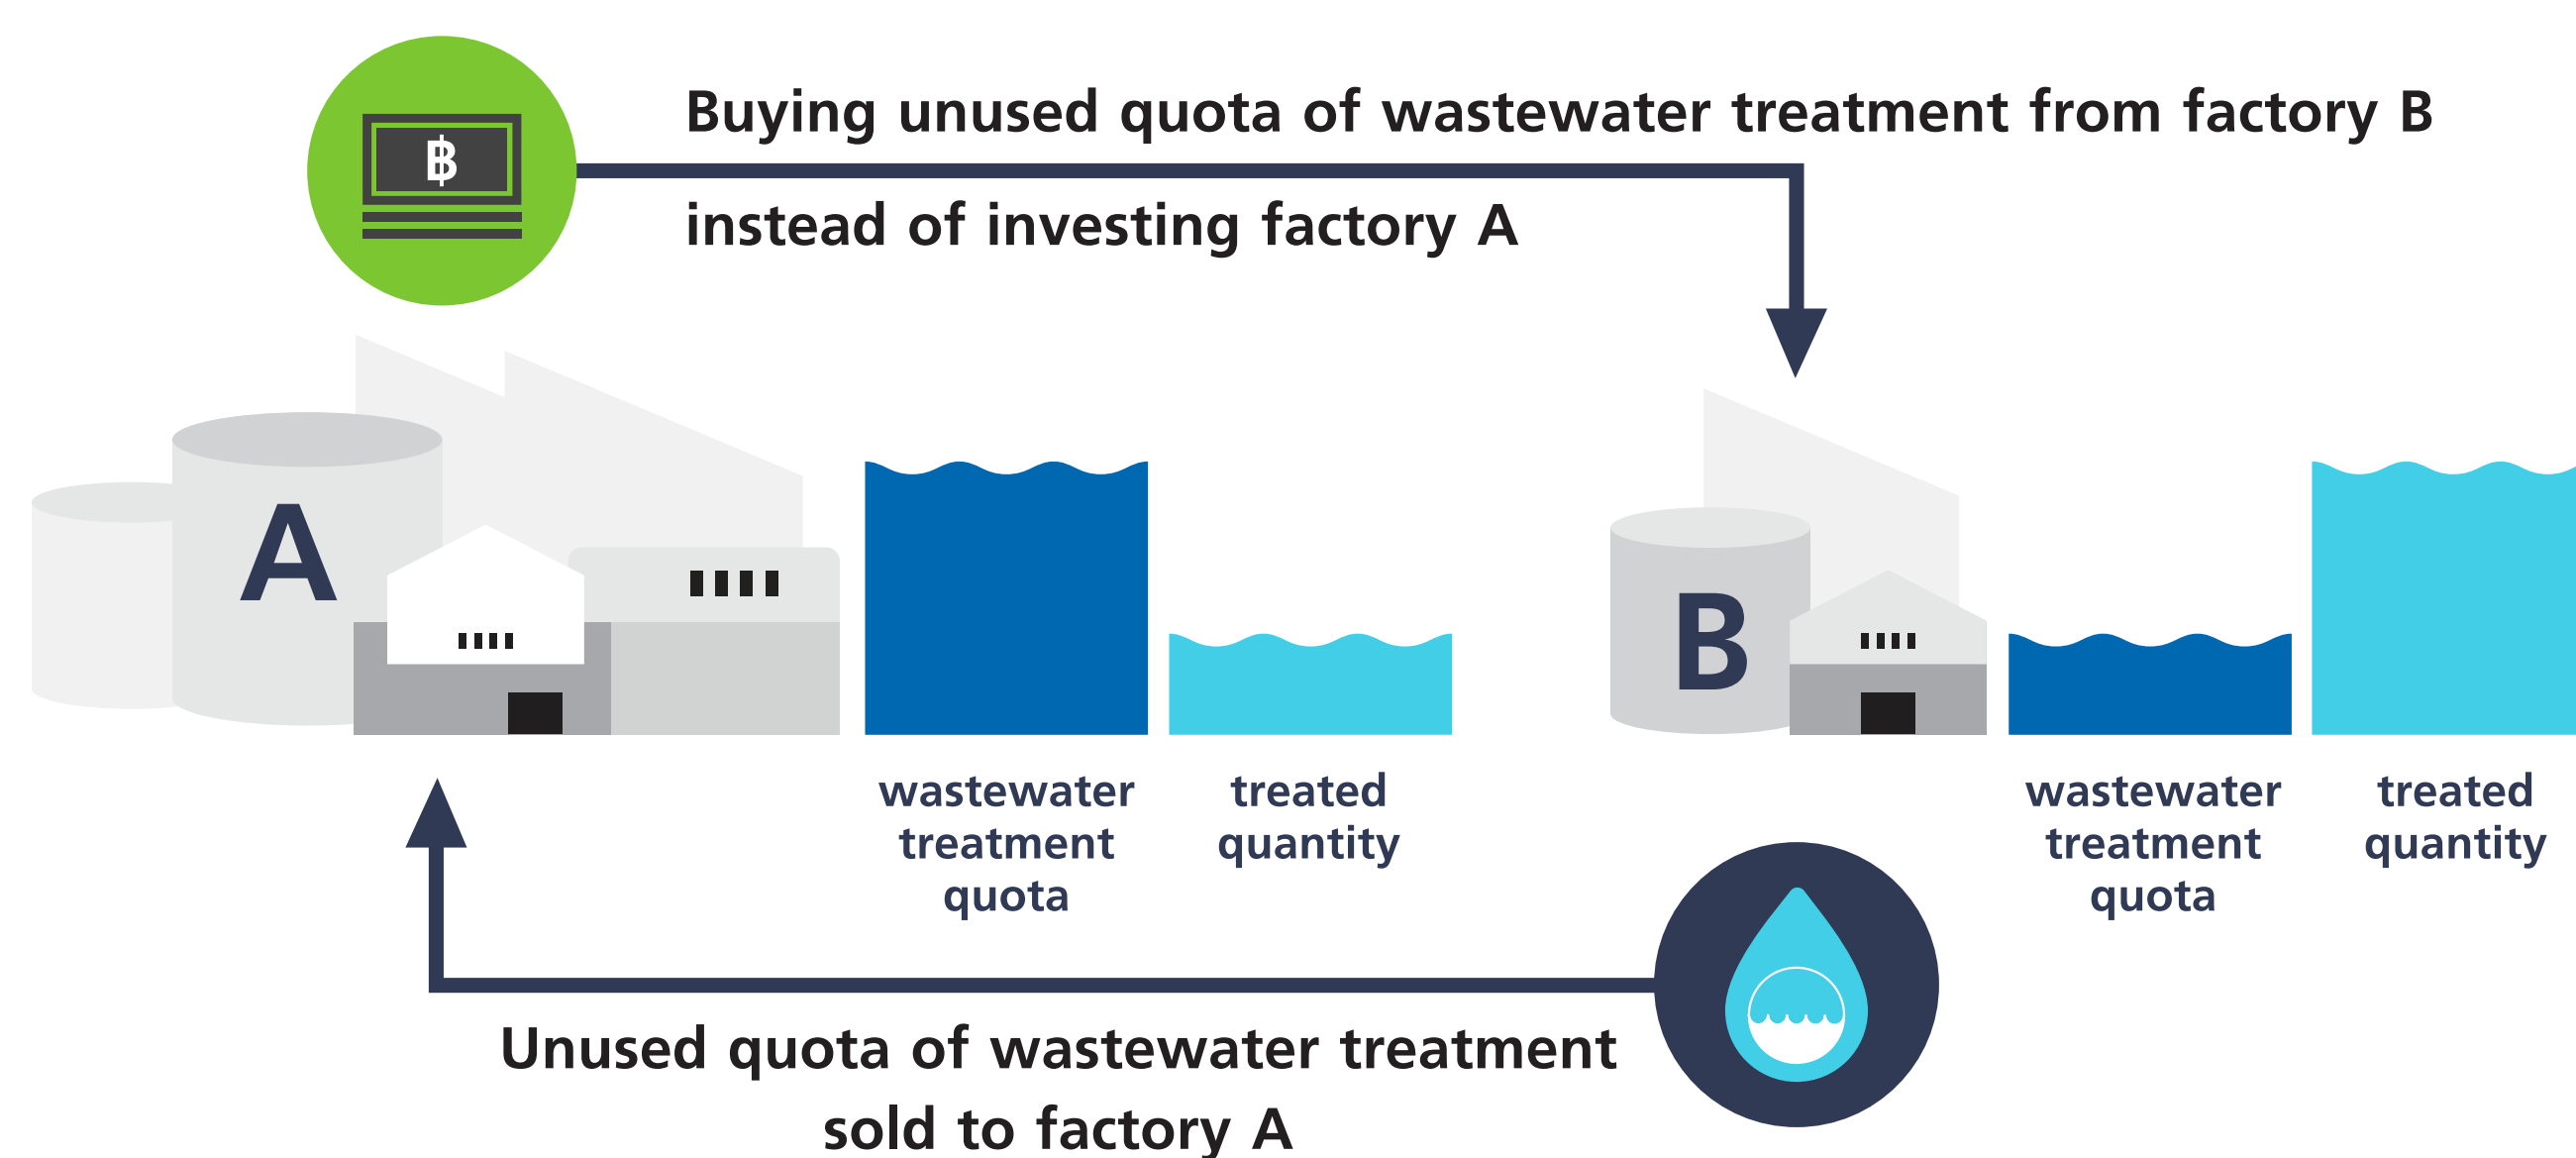 ฿
Buying unused quota of wastewater treatment from factory B
instead of investing factory A
A
B
wastewater
treatment
quota
treated
quantity
wastewater
treatment
quota
treated
quantity
Unused quota of wastewater treatment
sold to factory A